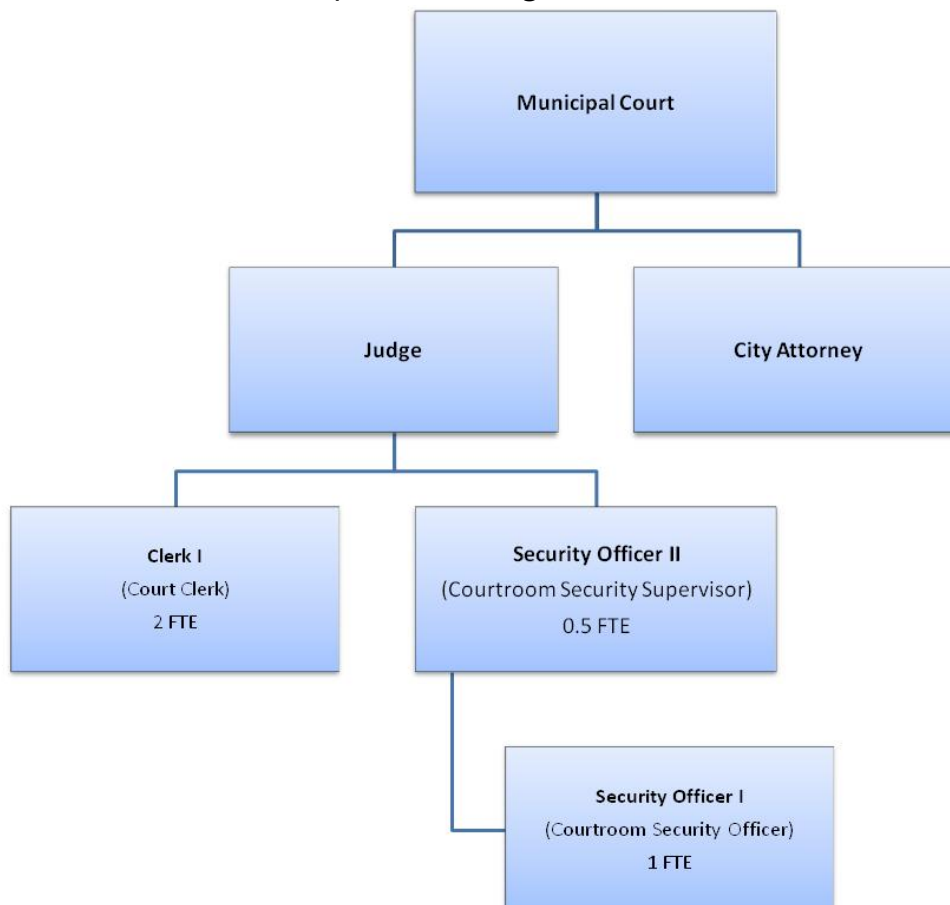 Municipal Court
Judge
City Attorney
Clerk I
(Court Clerk)
2 FTE
Security Officer II
(Courtroom Security Supervisor)
0.5 FTE
Security Officer I
(Courtroom Security Officer)
1 FTE